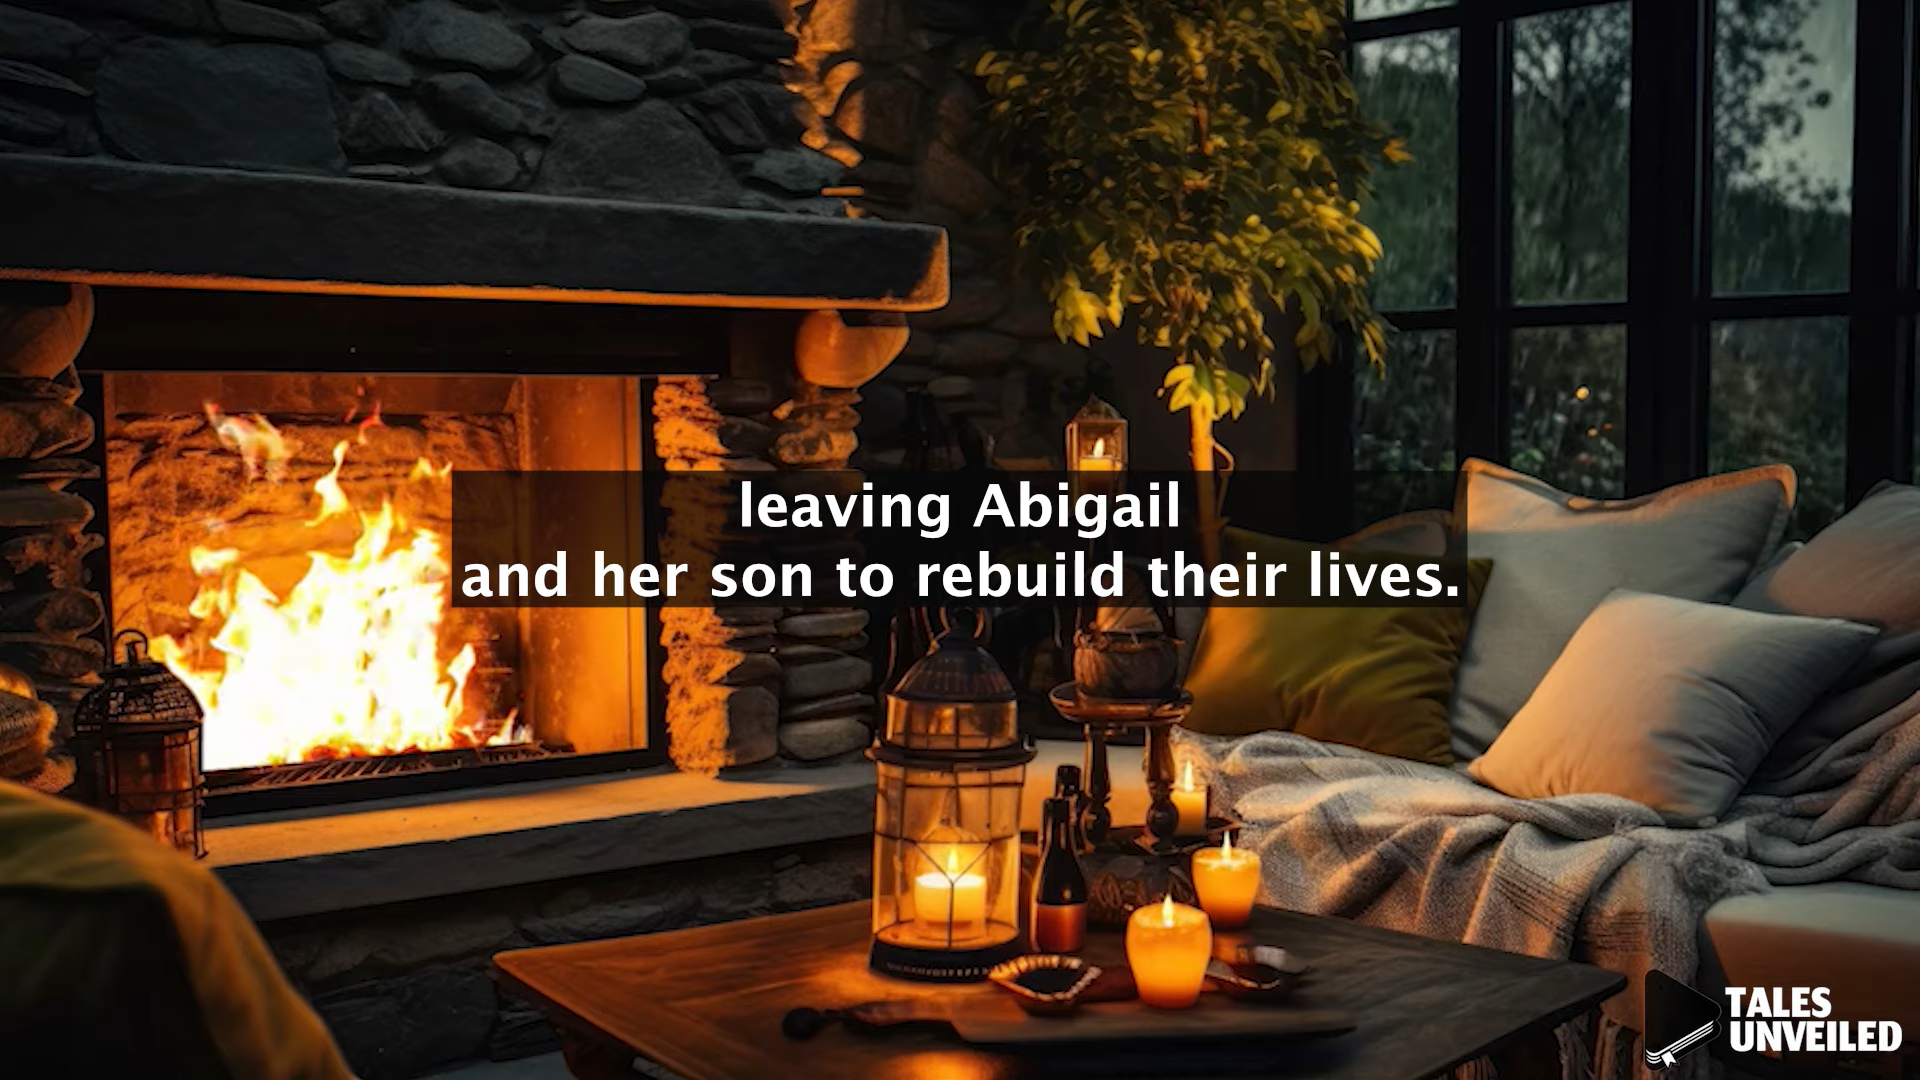 leaving Abigail
and her son to rebuild their lives.
TALES
UNVEILED